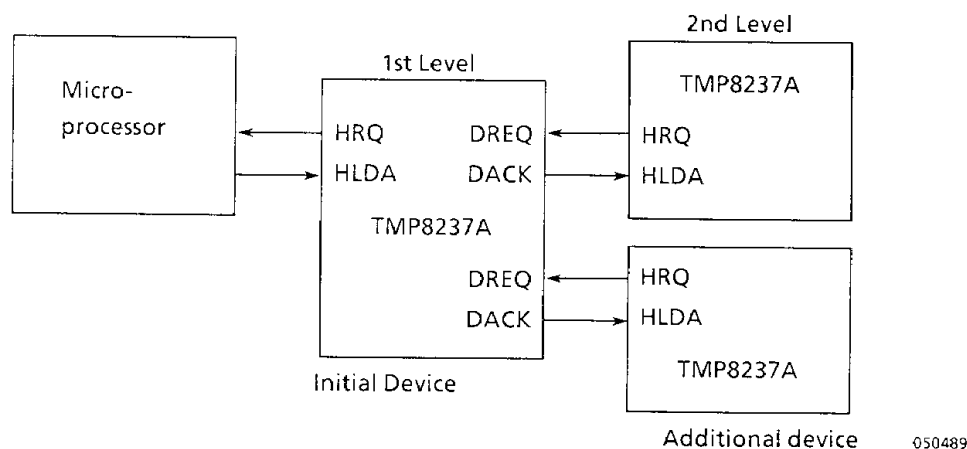 2nd Level
1st Level
Micro-
processor
TMP8237A
HRQ
DREQ
HRQ
HLDA
DACK
HLDA
TMP8237A
DREQ
HRQ
DACK
HLDA
TMP8237A
Initial Device
Additional device
050489